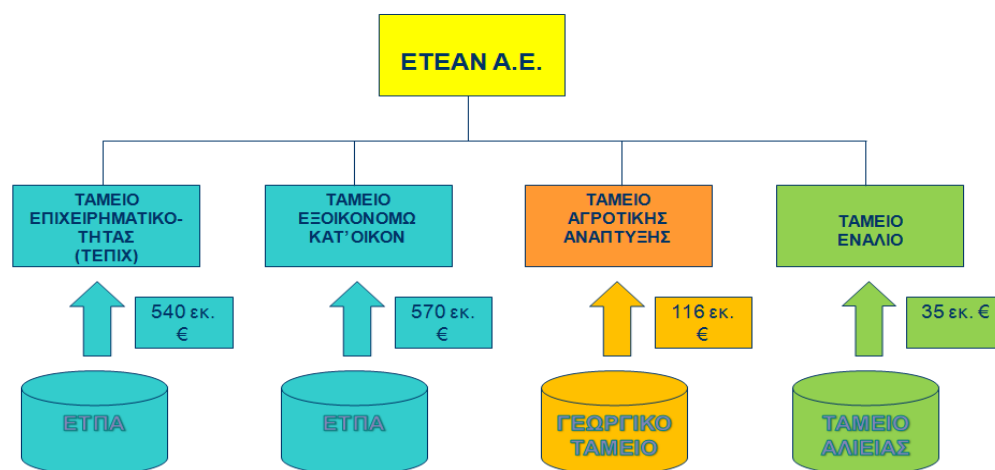 ΕΤΕΑΝ Α.Ε.
ΤΑΜΕΙΟ
ΕΠΙΧΕΙΡΗΜΑΤΙΚΟ-
ΤΗΤΑΣ
(ΤΕΠΙΧ)
ΤΑΜΕΙΟ
ΕΞΟΙΚΟΝΟΜΩ
ΚΑΤ’ΟΙΚΟΝ
ΤΑΜΕΙΟ
ΑΓΡΟΤΙΚΗΣ
ΑΝΑΠΤΥΞΗΣ
ΤΑΜΕΙΟ
ΕΝΑΛΙΟ
540 εκ.
€
570 εκ.
€
116 εκ.
€
35 εκ. €
ΕΤΠΑ
ΕΤΠΑ
ΓΕΩΡΓΙΚΟ
ΤΑΜΕΙΟ
ΤΑΜΕΙΟ
ΑΛΙΕΙΑΣ